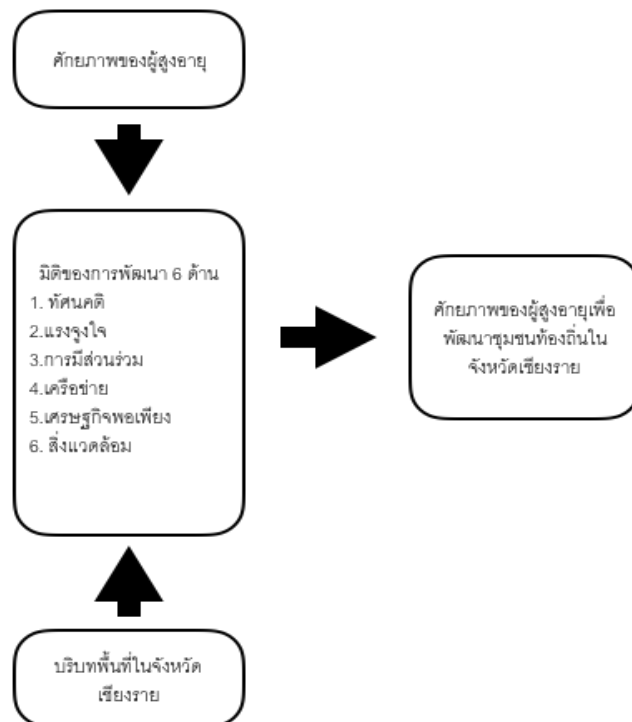 ศักยภาพของผู้สูงอายุ
มิติของการพัฒนา 6 ด้าน
1. ทัศนคติ
2.แรงจูงใจ
3.การมีส่วนร่วม
4.เครือข่าย
5.เศรษฐกิจพอเพียง
6. สิ่งแวดล้อม
ศักยภาพของผู้สูงอายุเพื่อ
พัฒนาชุมชนท้องถิ่นใน
จังหวัดเชียงราย
บริบทพื้นที่ในจังหวัด
เชียงราย